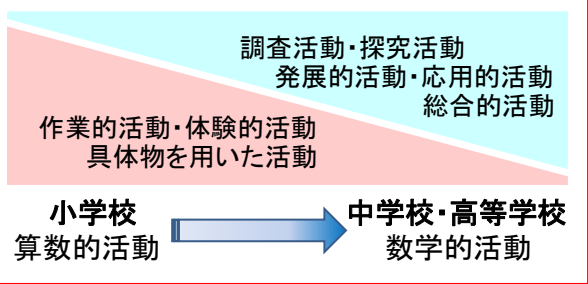 調査活動・探究活動
発展的活動・応用的活動
総合的活動
作業的活動・体験的活動
具体物を用いた活動
小学校
算数的活動
中学校・高等学校
数学的活動